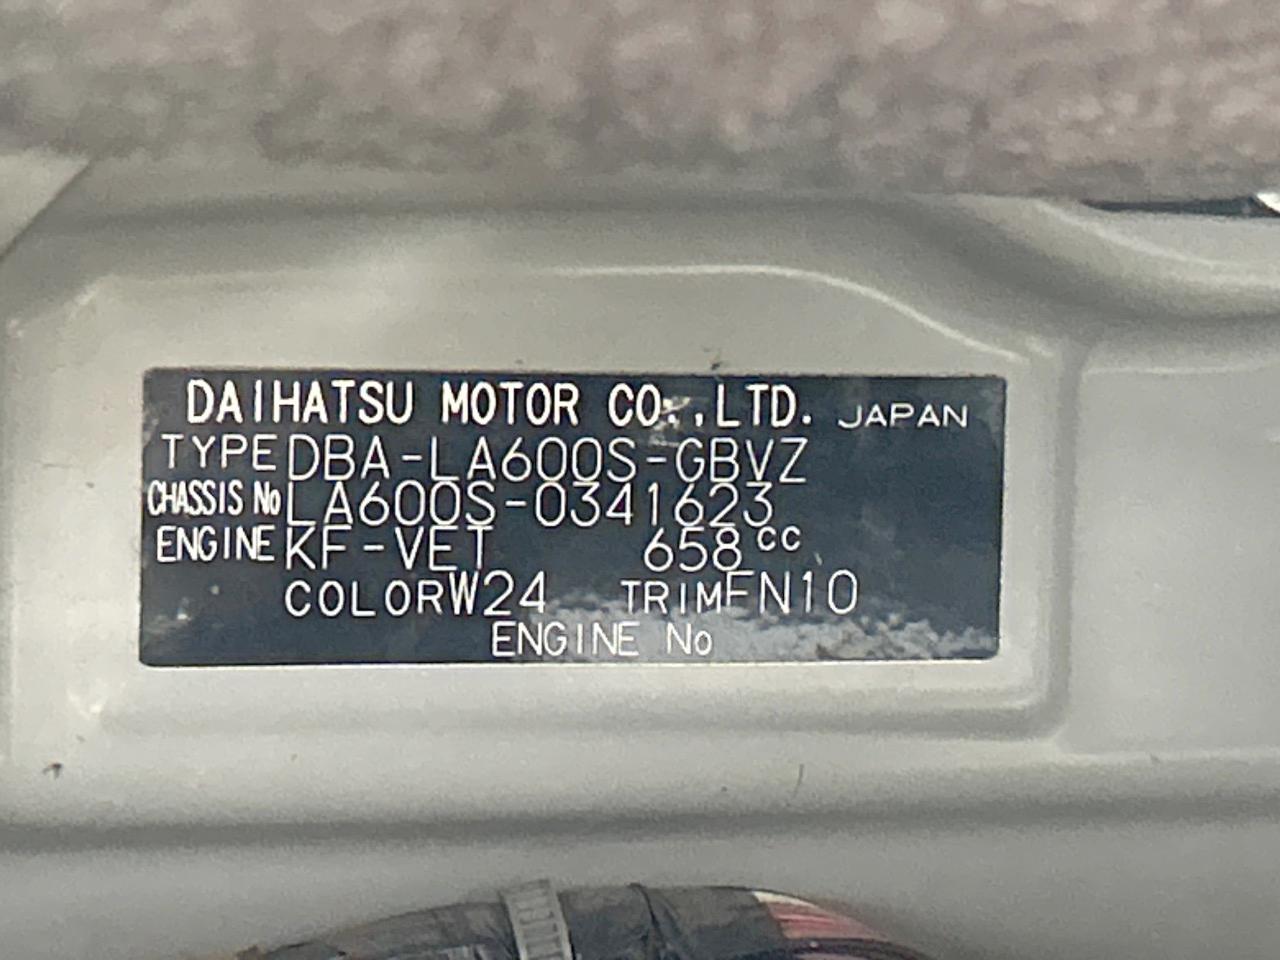 DAIHATSU MOTOR CO.,LTD. JAPAN
TYPE DBA-LA600S-GBVZ
CHASSIS No LA600S-0341623
ENGINE KF-VET 658cc
COLOR W24 TRIM FN10
ENGINE No